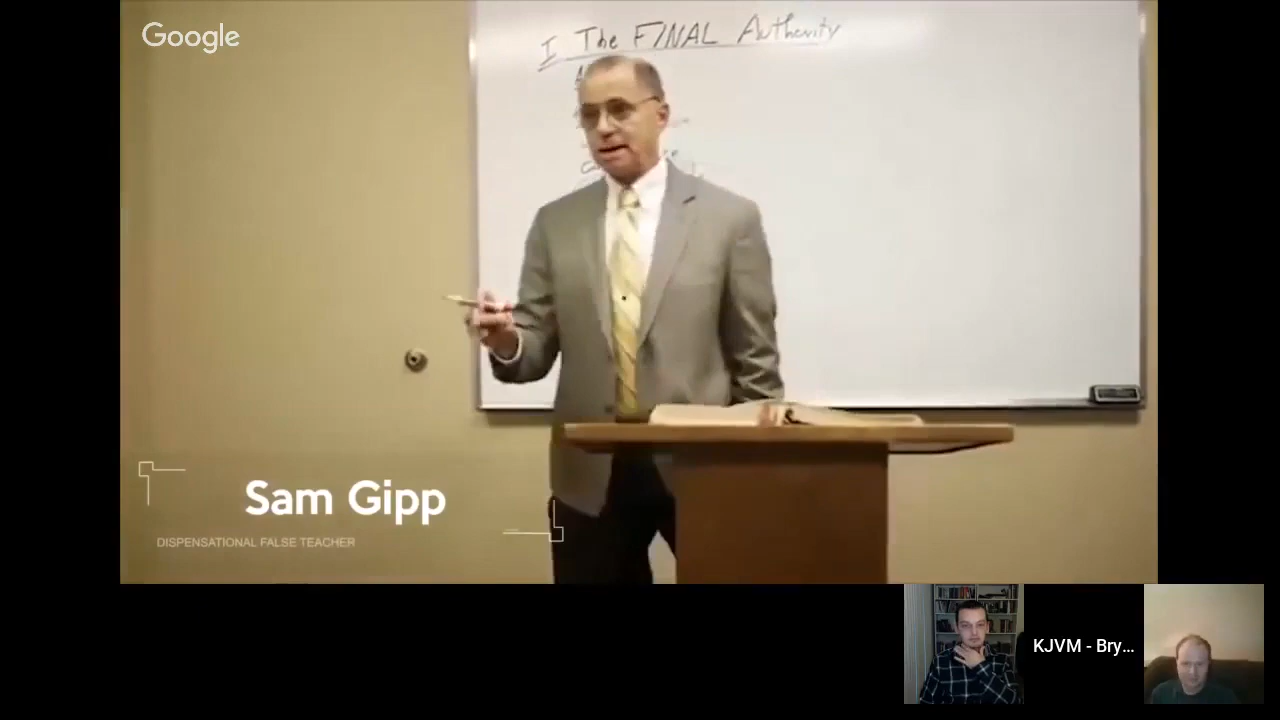 Google
I The FINAL Authority
Sam Gipp
DISPENSATIONAL FALSE TEACHER
KJVM - Bry...